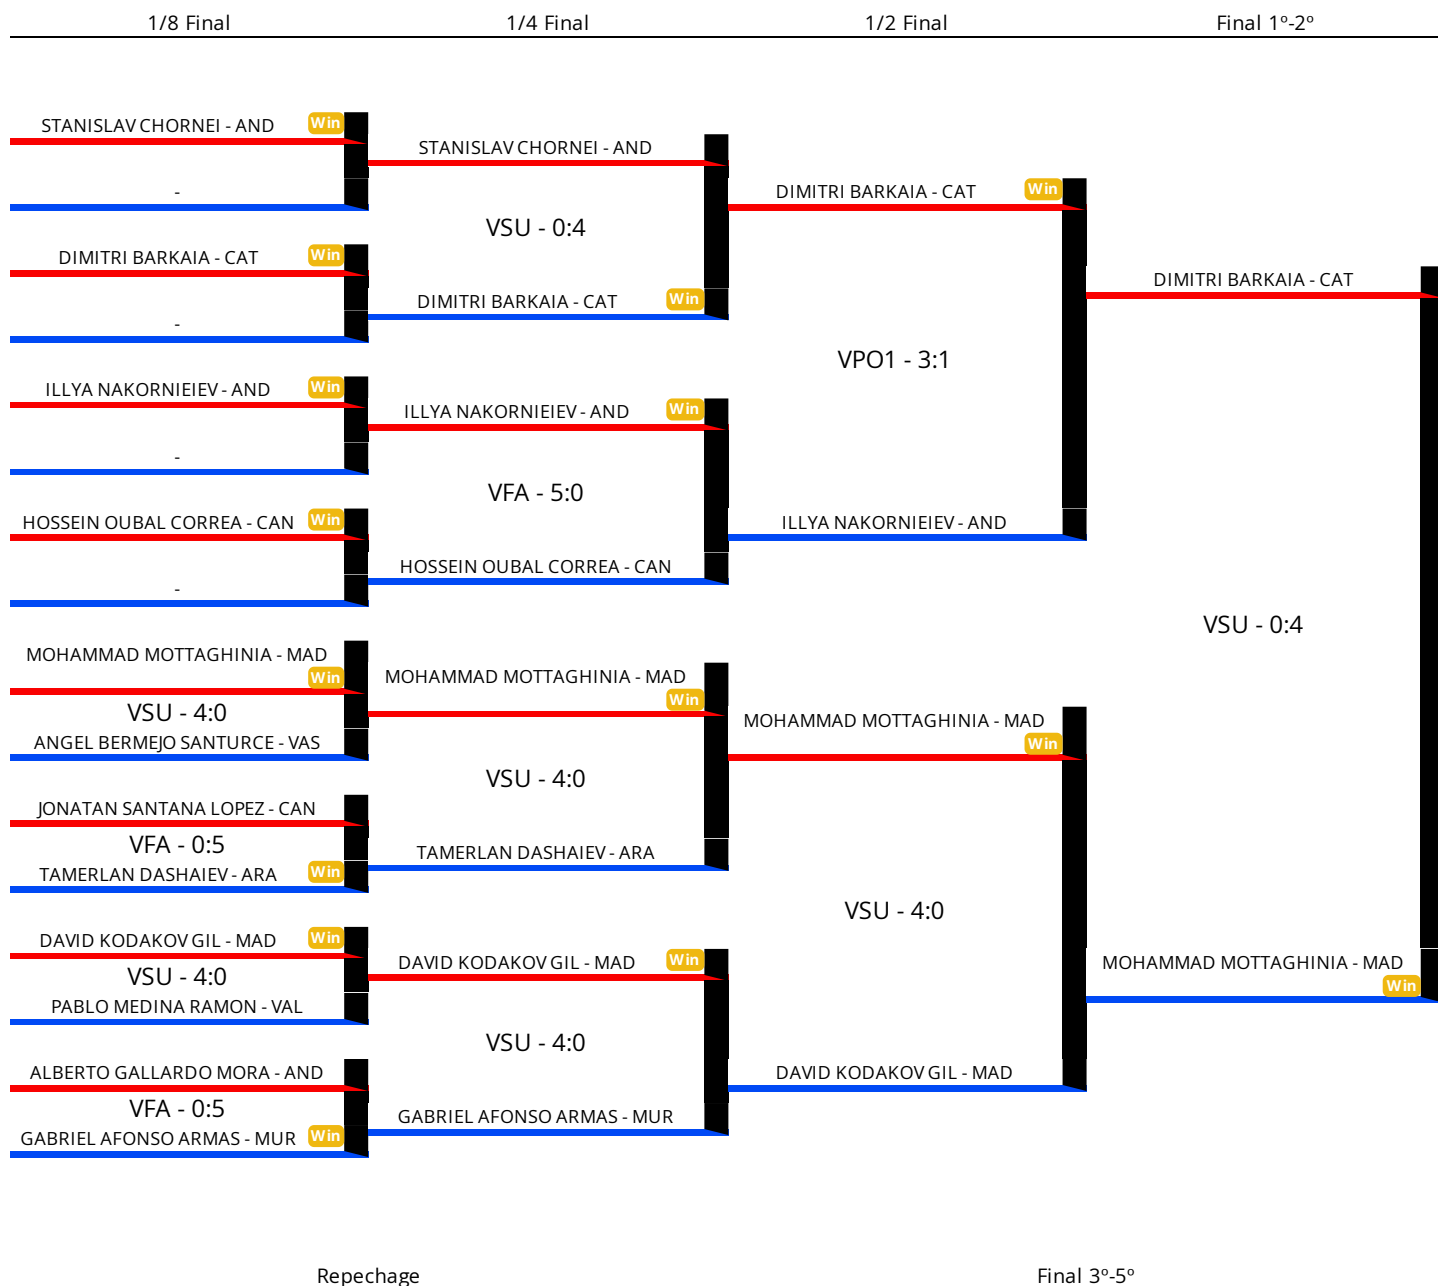 1/8 Final
1/4 Final
1/2 Final
Final 1º-2º
STANISLAV CHORNEI - AND
Win
-
DIMITRI BARKAIA - CAT
Win
-
ILLYA NAKORNIEIEV - AND
Win
-
HOSSEIN OUBAL CORREA - CAN
Win
-
MOHAMMAD MOTTAGHINIA - MAD
Win
VSU - 4:0
ANGEL BERMEJO SANTURCE - VAS
JONATAN SANTANA LOPEZ - CAN
VFA - 0:5
TAMERLAN DASHAIEV - ARA
Win
DAVID KODAKOV GIL - MAD
Win
VSU - 4:0
PABLO MEDINA RAMON - VAL
ALBERTO GALLARDO MORA - AND
VFA - 0:5
GABRIEL AFONSO ARMAS - MUR
Win
STANISLAV CHORNEI - AND
VSU - 0:4
DIMITRI BARKAIA - CAT
Win
ILLYA NAKORNIEIEV - AND
Win
VFA - 5:0
HOSSEIN OUBAL CORREA - CAN
MOHAMMAD MOTTAGHINIA - MAD
Win
VSU - 4:0
TAMERLAN DASHAIEV - ARA
DAVID KODAKOV GIL - MAD
Win
VSU - 4:0
GABRIEL AFONSO ARMAS - MUR
DIMITRI BARKAIA - CAT
Win
VPO1 - 3:1
ILLYA NAKORNIEIEV - AND
MOHAMMAD MOTTAGHINIA - MAD
Win
VSU - 4:0
DAVID KODAKOV GIL - MAD
DIMITRI BARKAIA - CAT
VSU - 0:4
MOHAMMAD MOTTAGHINIA - MAD
Win
Repechage
Final 3º-5º